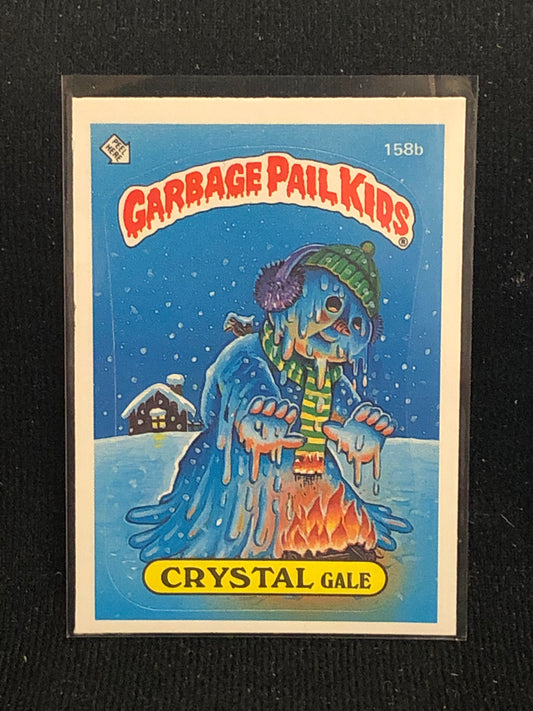 PEEL HERE
158b
GARBAGE PAIL KIDS®
CRYSTAL GALE